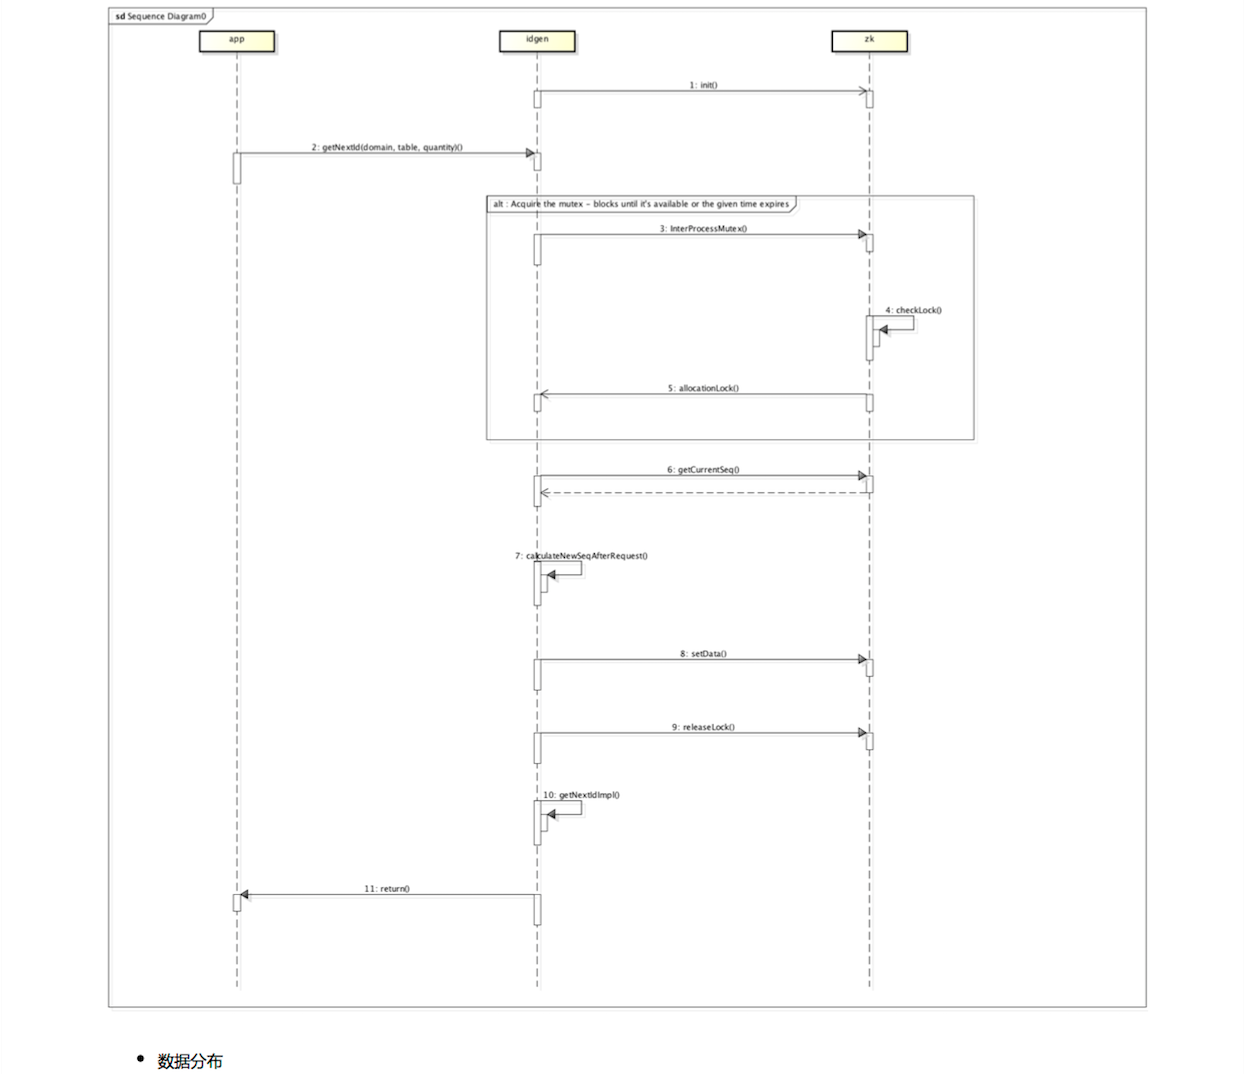 sd Sequence Diagram0
app
idgen
zk
1: init()
2: getNextId(domain, table, quantity)()
alt : Acquire the mutex - blocks until it's available or the given time expires
3: InterProcessMutex()
4: checkLock()
5: allocationLock()
6: getCurrentSeq()
7: calculateNewSeqAfterRequest()
8: setData()
9: releaseLock()
10: getNextIdImpl()
11: return()
• 数据分布